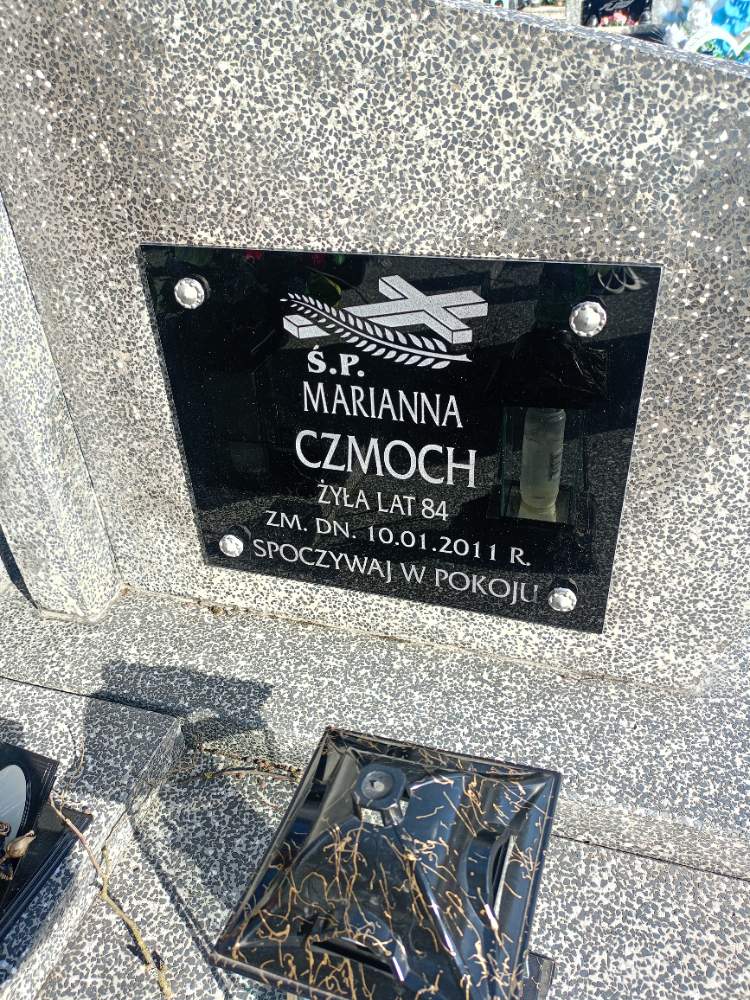 Ś.P.
MARIANNA
CZMOCH
ŻYŁA LAT 84
ZM. DN. 10.01.2011 R.
SPOCZYWAJ W POKOJU